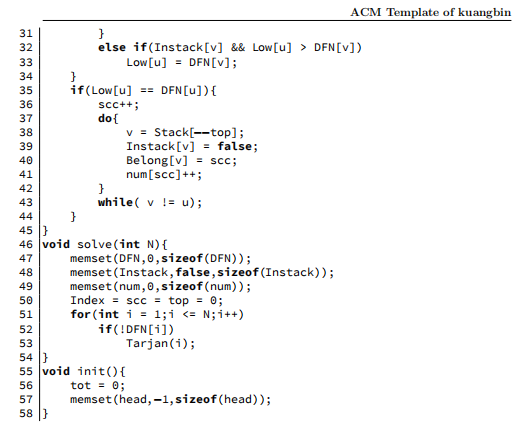 ACM Template of kuangbin
31 }
32 else if(Instack[v] && Low[u] > DFN[v])
33 Low[u] = DFN[v];
34 }
35 if(Low[u] == DFN[u]){
36 scc++;
37 do{
38 v = Stack[--top];
39 Instack[v] = false;
40 Belong[v] = scc;
41 num[scc]++;
42 }
43 while( v != u);
44 }
45 }
46 void solve(int N){
47 memset(DFN,0,sizeof(DFN));
48 memset(Instack,false,sizeof(Instack));
49 memset(num,0,sizeof(num));
50 Index = scc = top = 0;
51 for(int i = 1;i <= N;i++)
52 if(!DFN[i])
53 Tarjan(i);
54 }
55 void init(){
56 tot = 0;
57 memset(head,-1,sizeof(head));
58 }